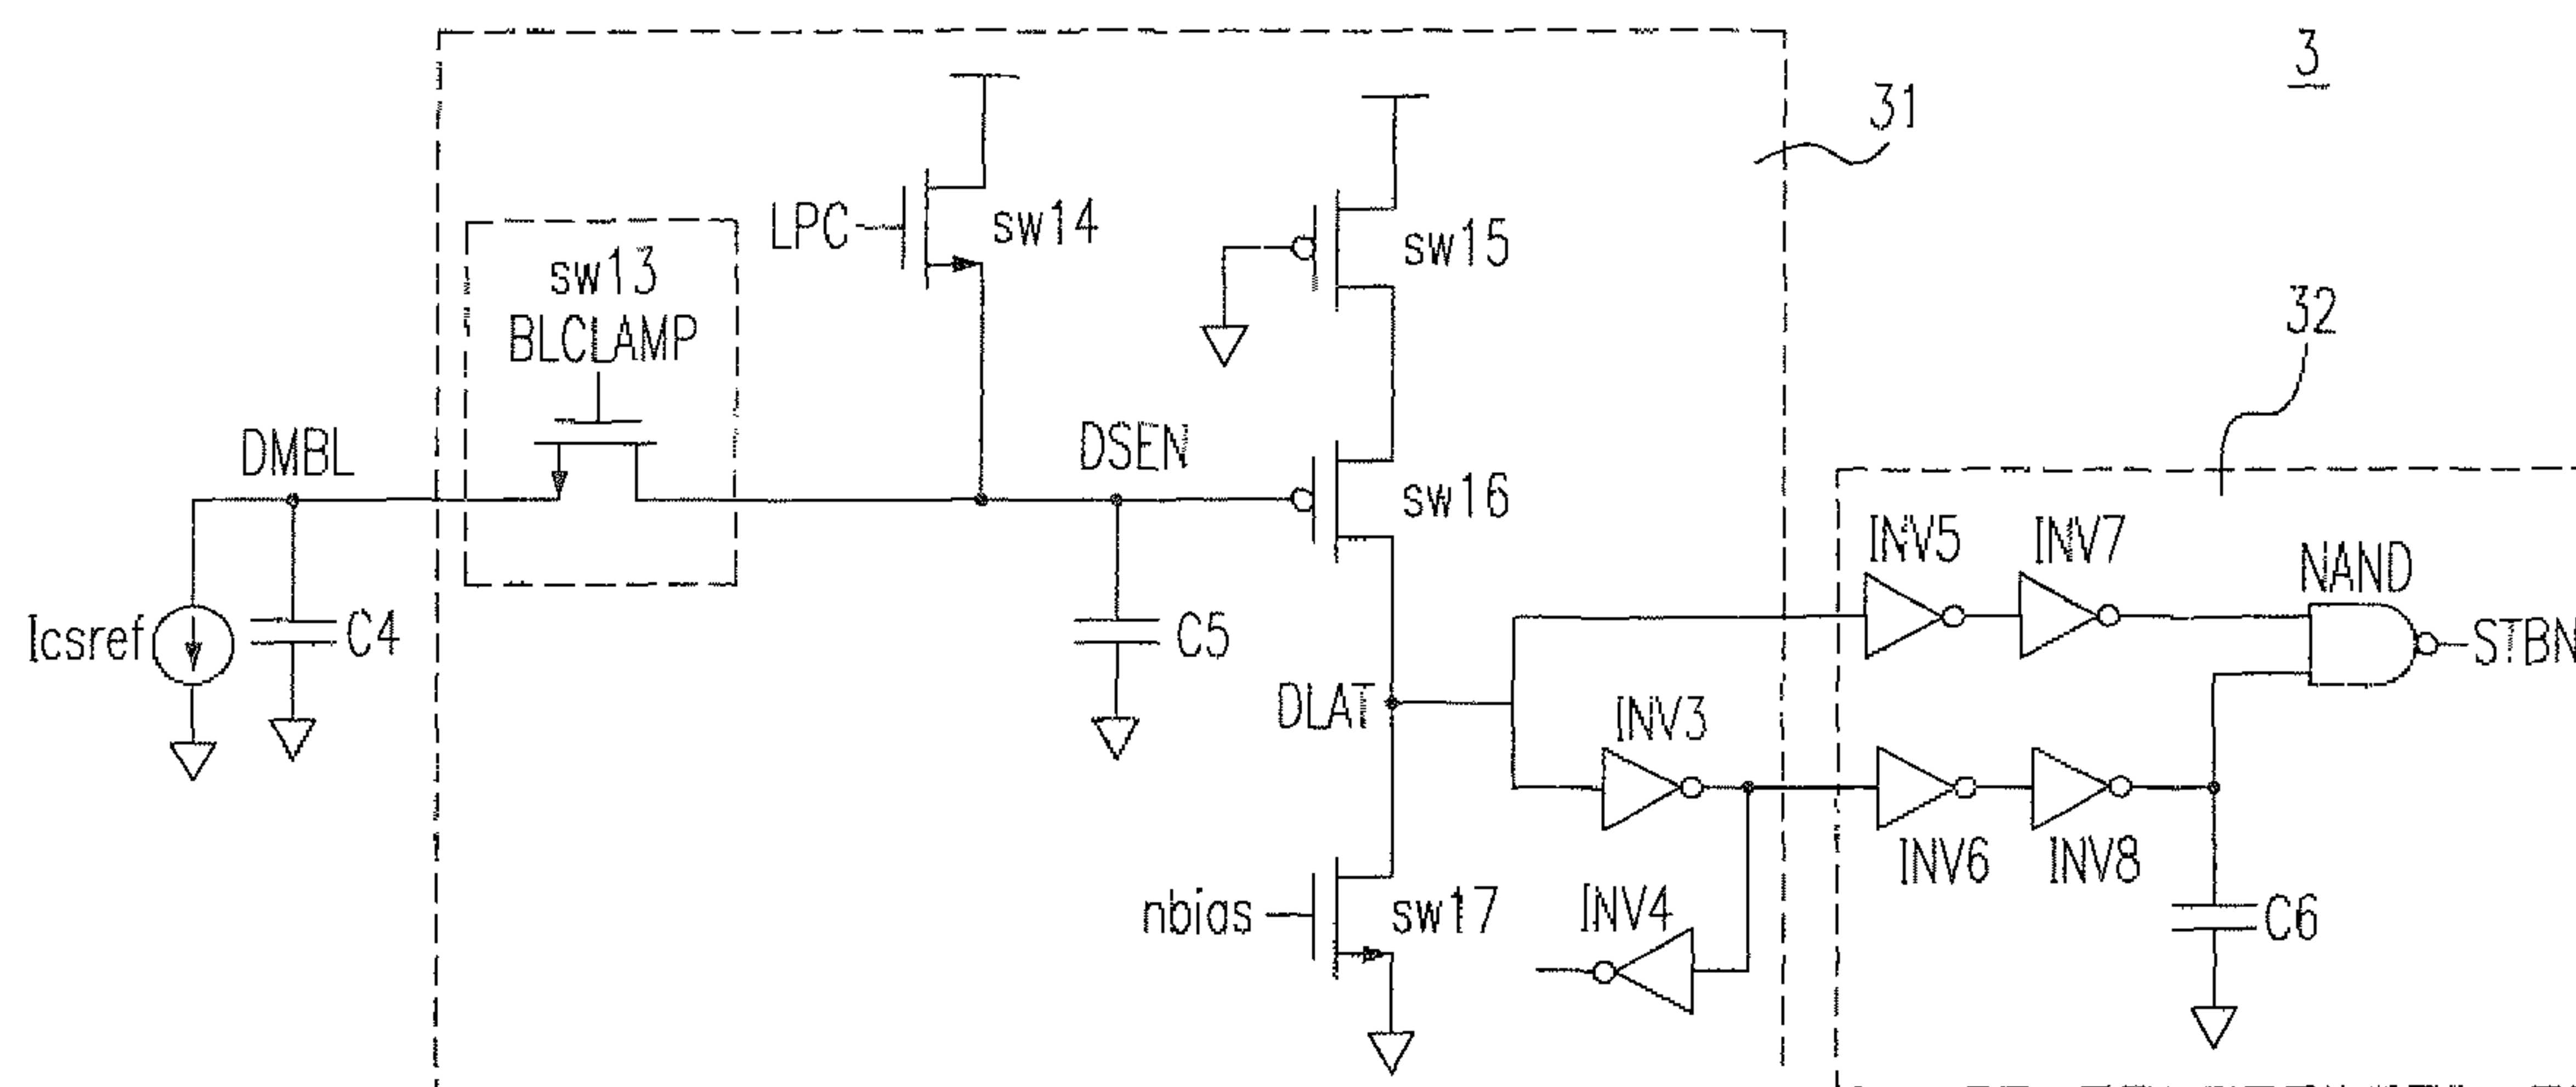 3
31
LPC
sw14
sw13
BLCLAMP
sw15
32
DMBL
DSEN
sw16
INV5
INV7
NAND
Icsref
C4
C5
STBN
DLAT
INV3
INV6
INV8
nbias
sw17
INV4
C6